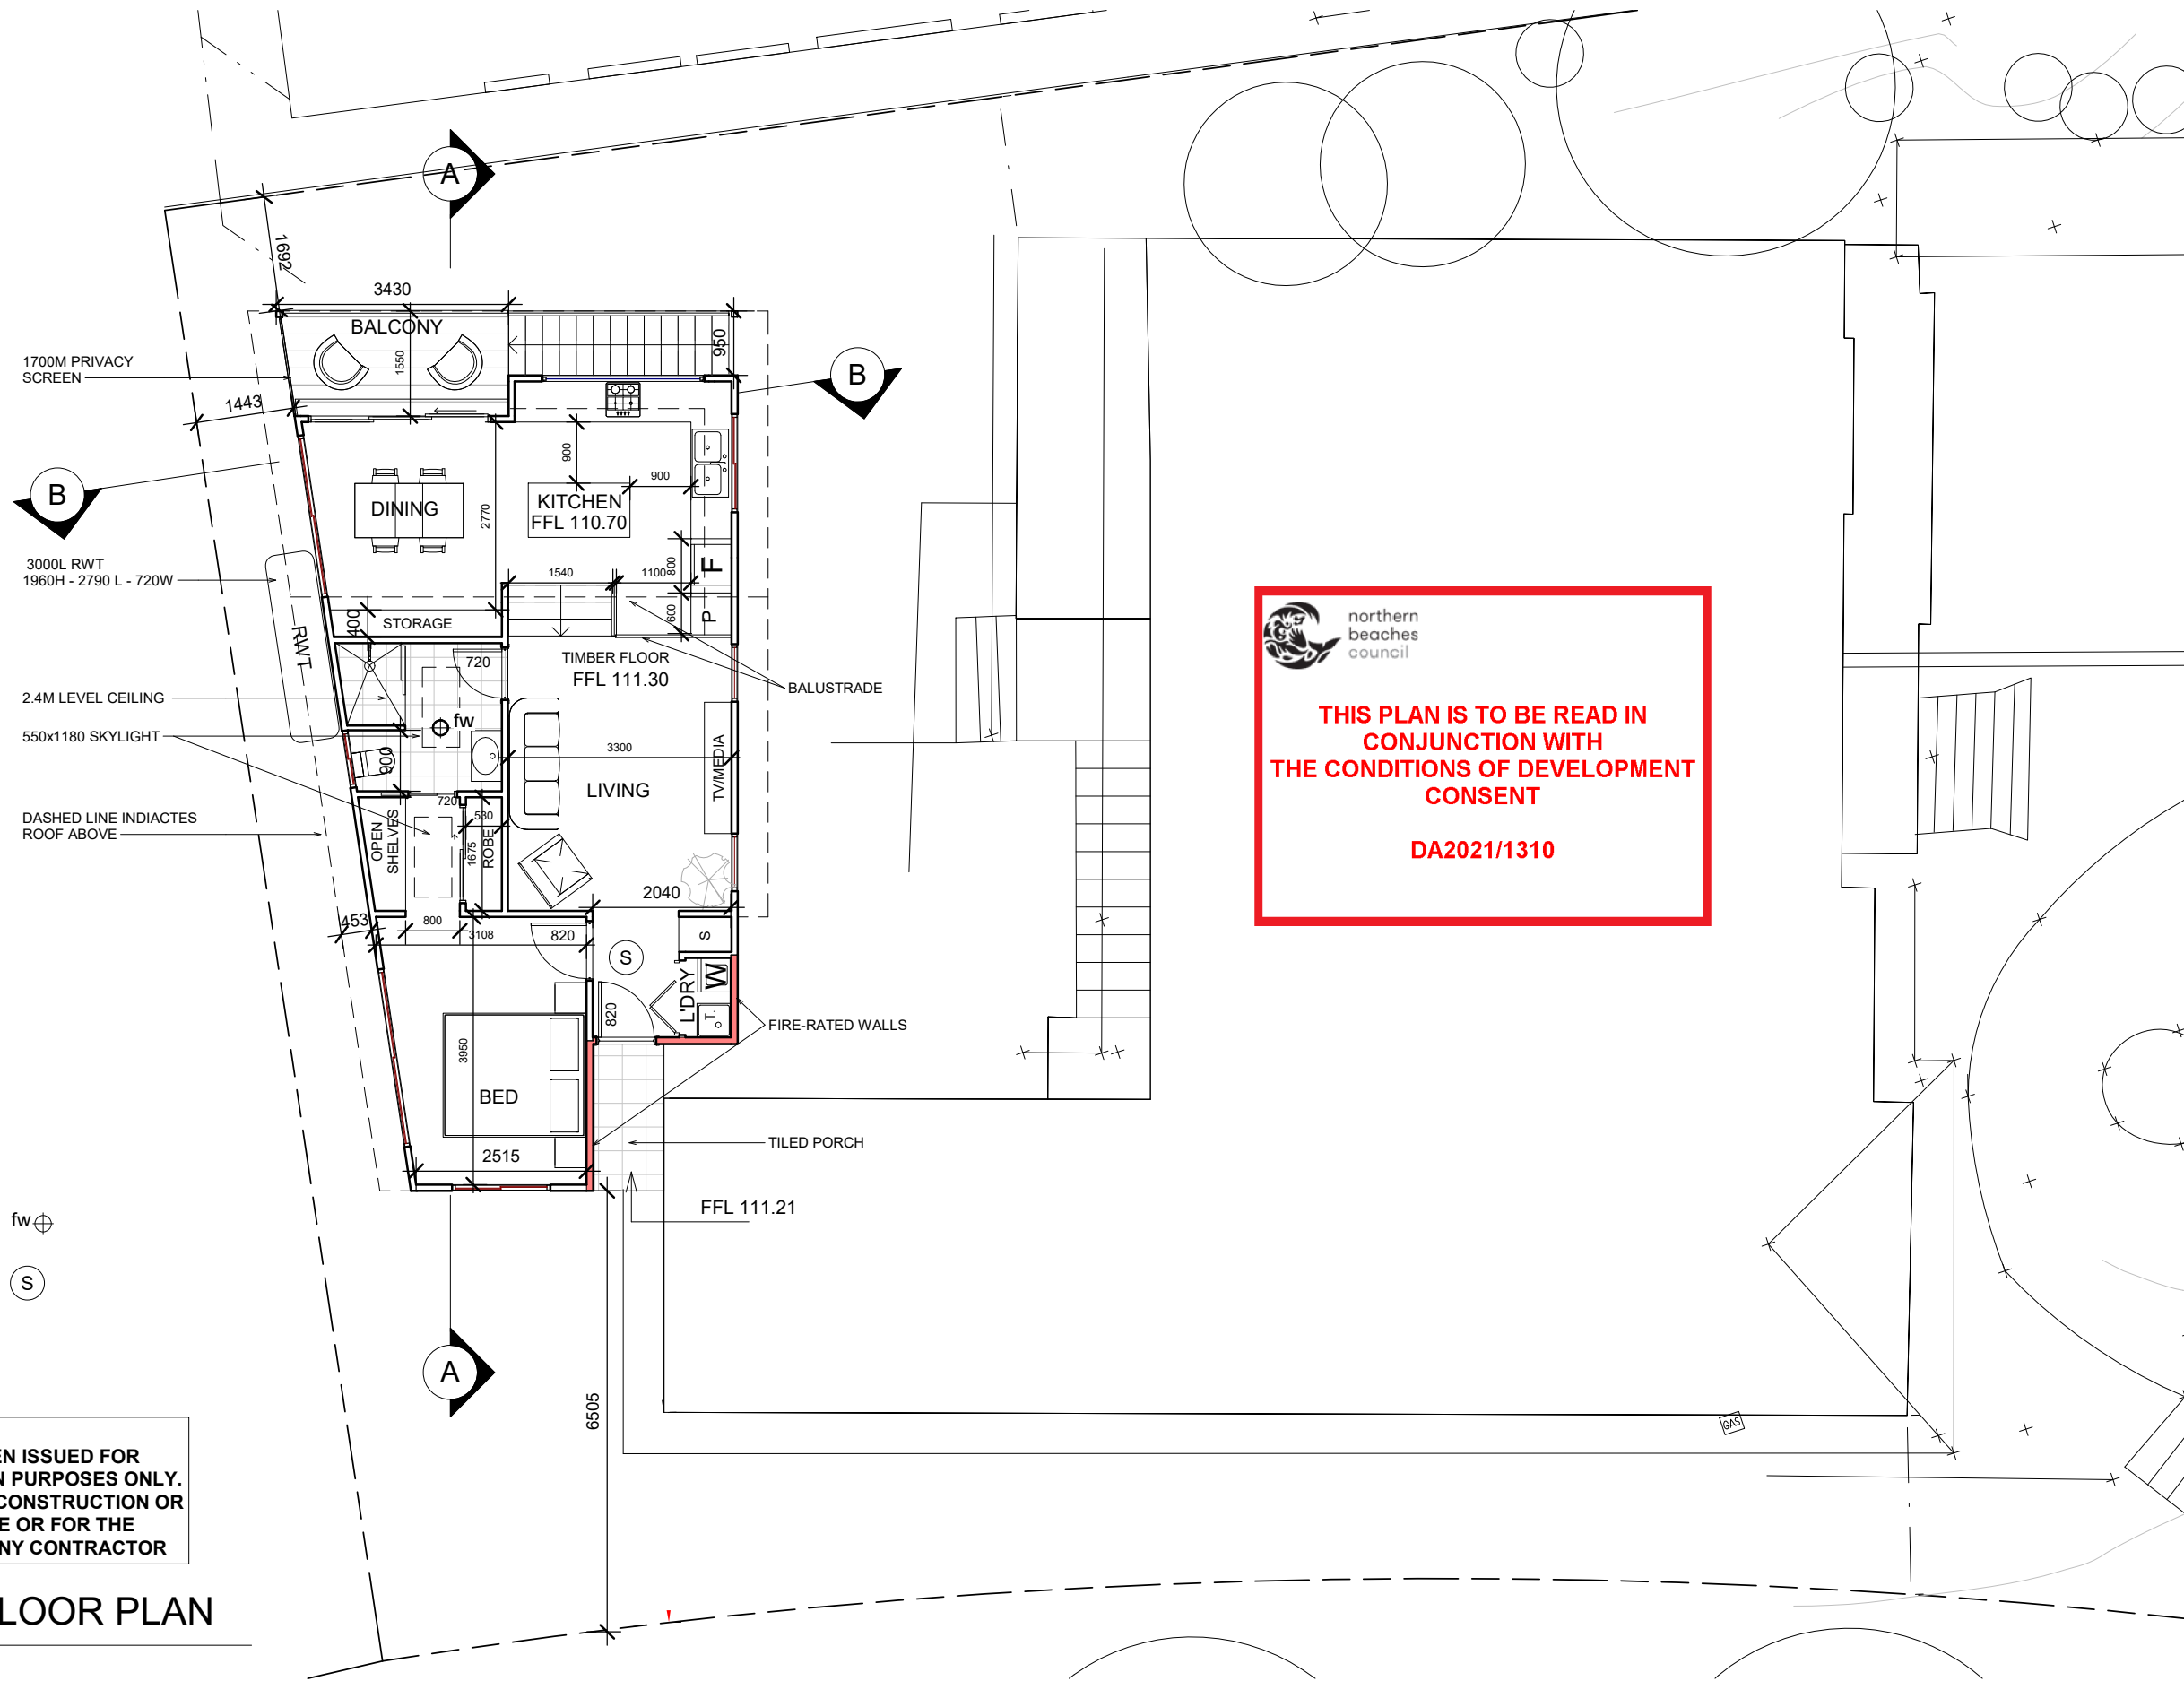 A
1692
3430
BALCONY
1550
950
1700M PRIVACY
SCREEN
1443
B
B
900
900
DINING
KITCHEN
FFL 110.70
2770
3000L RWT
1960H - 2790 L - 720W
1540
1100
800
F
600
P
400
STORAGE
RWT
720
TIMBER FLOOR
FFL 111.30
BALUSTRADE
2.4M LEVEL CEILING
fw
550x1180 SKYLIGHT
900
3300
TV/MEDIA
LIVING
720
530
DASHED LINE INDIACTES
ROOF ABOVE
OPEN
SHELVES
1675
ROBE
2040
453
800
3108
820
S
S
W
L'DRY
T.
820
FIRE-RATED WALLS
3950
BED
TILED PORCH
2515
FFL 111.21
fw
S
A
6505
GAS
northern
beaches
council
THIS PLAN IS TO BE READ IN
CONJUNCTION WITH
THE CONDITIONS OF DEVELOPMENT
CONSENT
DA2021/1310
EN ISSUED FOR
N PURPOSES ONLY.
CONSTRUCTION OR
E OR FOR THE
NY CONTRACTOR
LOOR PLAN